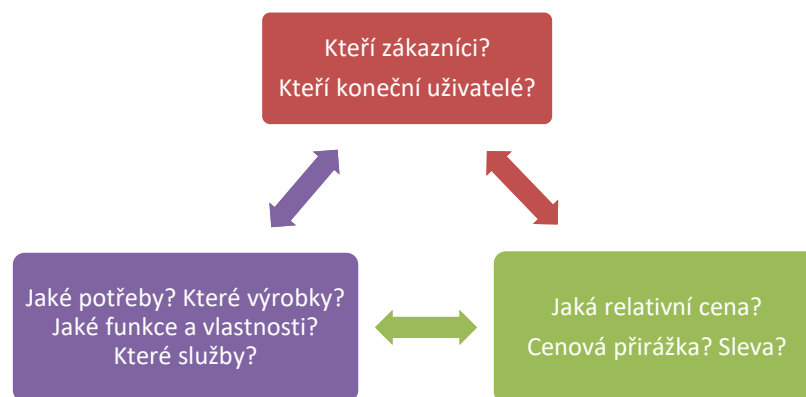 Kteří zákazníci?
Kteří koneční uživatelé?
Jaké potřeby? Které výrobky?
Jaké funkce a vlastnosti?
Které služby?
Jaká relativní cena?
Cenová přirážka? Sleva?